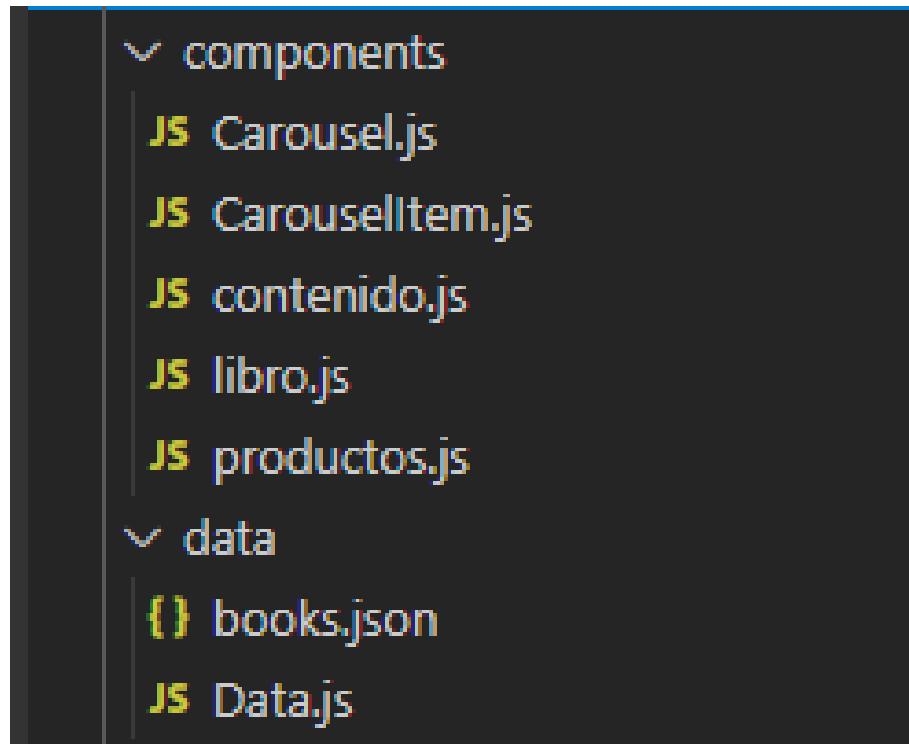 components
JS Carousel.js
JS CarouselItem.js
JS contenido.js
JS libro.js
JS productos.js
data
{} books.json
JS Data.js